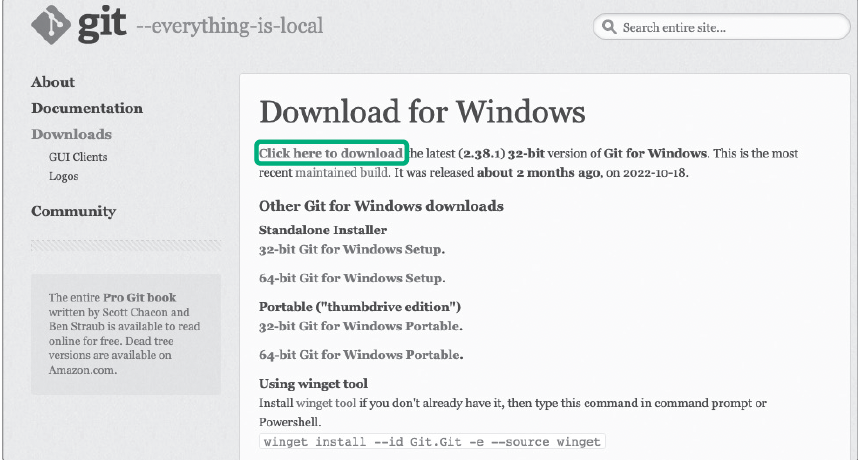 git --everything-is-local
Search entire site...
About
Documentation
Downloads
GUI Clients
Logos
Community
The entire Pro Git book
written by Scott Chacon and
Ben Straub is available to read
online for free. Dead tree
versions are available on
Amazon.com.
Download for Windows
Click here to download the latest (2.38.1) 32-bit version of Git for Windows. This is the most
recent maintained build. It was released about 2 months ago, on 2022-10-18.
Other Git for Windows downloads
Standalone Installer
32-bit Git for Windows Setup.
64-bit Git for Windows Setup.
Portable ("thumbdrive edition")
32-bit Git for Windows Portable.
64-bit Git for Windows Portable.
Using winget tool
Install winget tool if you don't already have it, then type this command in command prompt or
Powershell.
winget install --id Git.Git -e --source winget